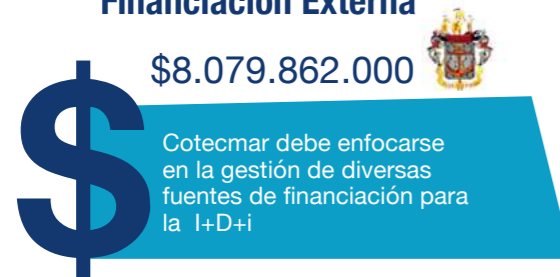 Financiación Externa
$8.079.862.000
$
Cotecmar debe enfocarse
en la gestión de diversas
fuentes de financiación para
la I+D+i